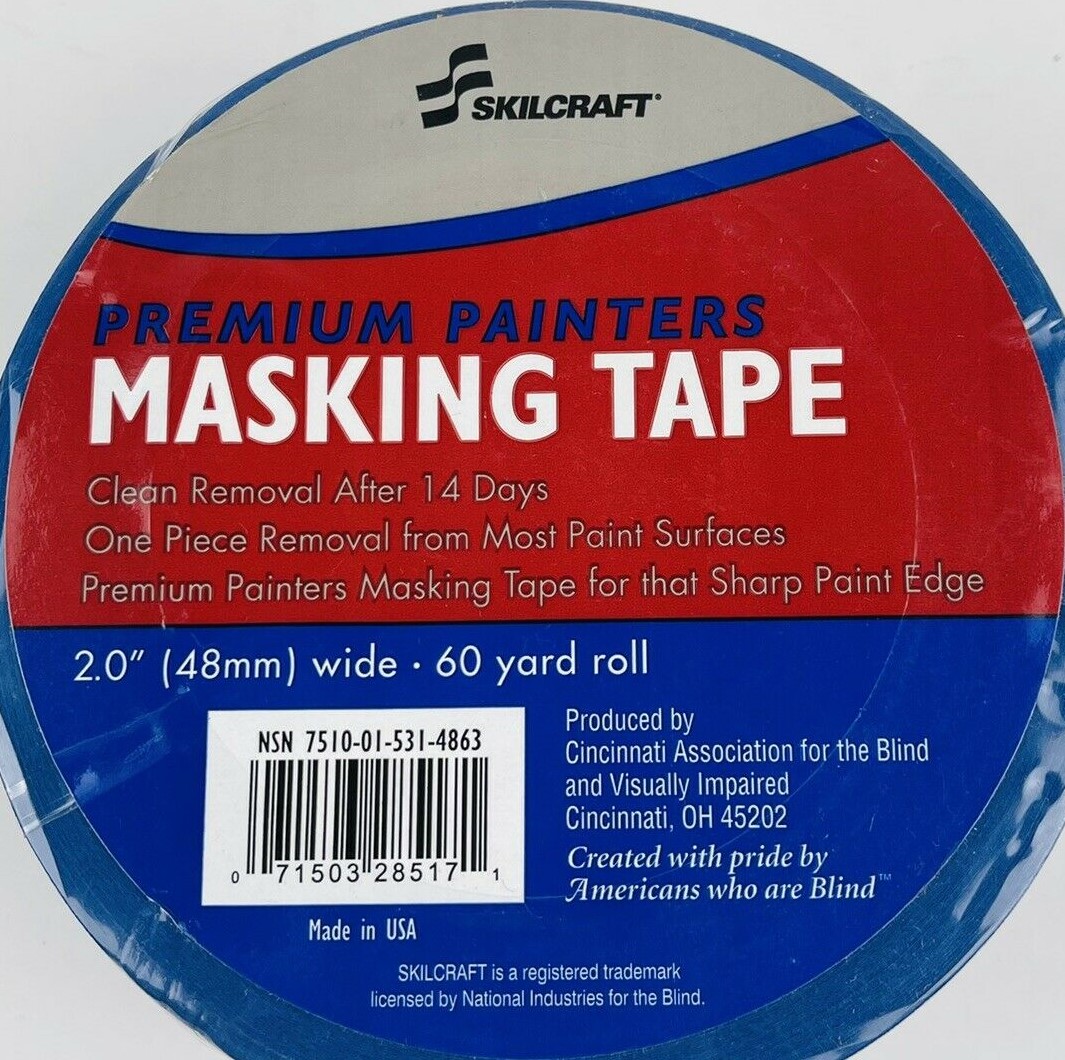 SKILCRAFT®
PREMIUM PAINTERS
MASKING TAPE
Clean Removal After 14 Days
One Piece Removal from Most Paint Surfaces
Premium Painters Masking Tape for that Sharp Paint Edge
2.0" (48mm) wide · 60 yard roll
NSN 7510-01-531-4863
0 71503 28517 1
Made in USA
Produced by
Cincinnati Association for the Blind
and Visually Impaired
Cincinnati, OH 45202
Created with pride by
Americans who are Blind™
SKILCRAFT is a registered trademark
licensed by National Industries for the Blind.